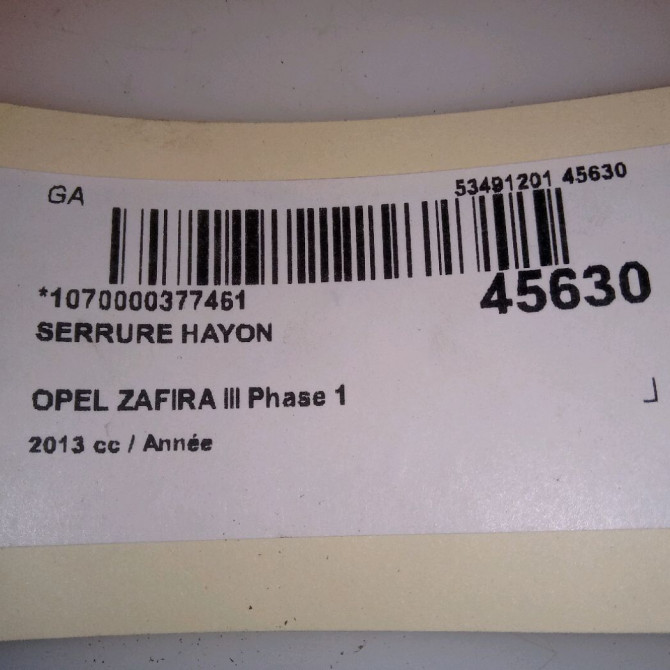 GA
53491201 45630
*1070000377461
45630
SERRURE HAYON
OPEL ZAFIRA III Phase 1
2013 cc / Année